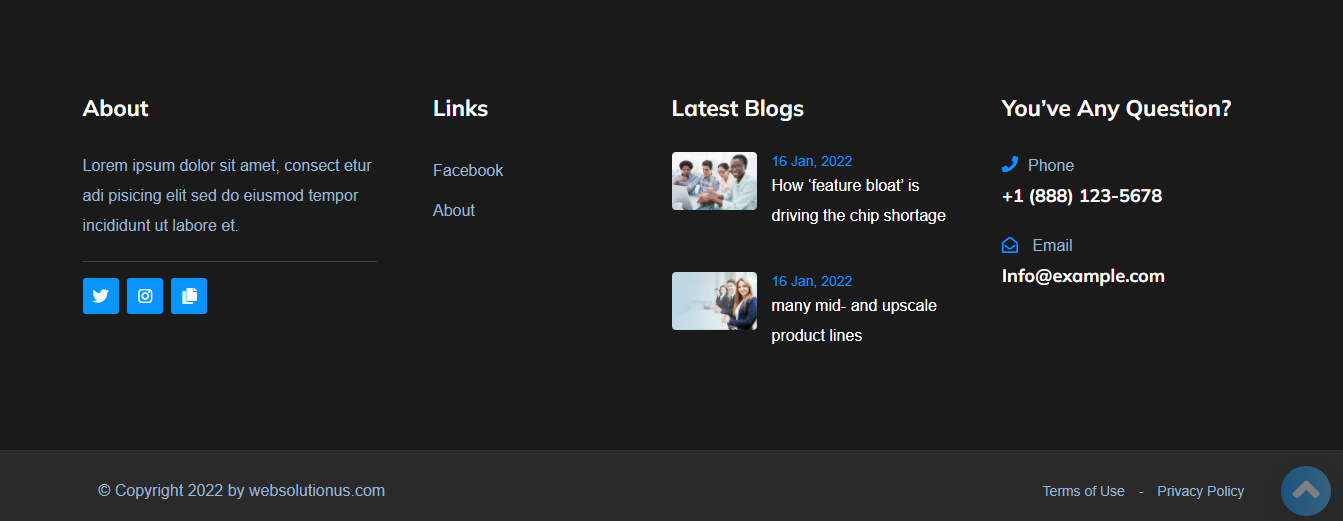 About
Lorem ipsum dolor sit amet, consect etur
adi pisicing elit sed do eiusmod tempor
incididunt ut labore et.
Links
Facebook
About
Latest Blogs
16 Jan, 2022
How ‘feature bloat’ is
driving the chip shortage
16 Jan, 2022
many mid- and upscale
product lines
You’ve Any Question?
Phone
+1 (888) 123-5678
Email
Info@example.com
© Copyright 2022 by websolutionus.com
Terms of Use - Privacy Policy